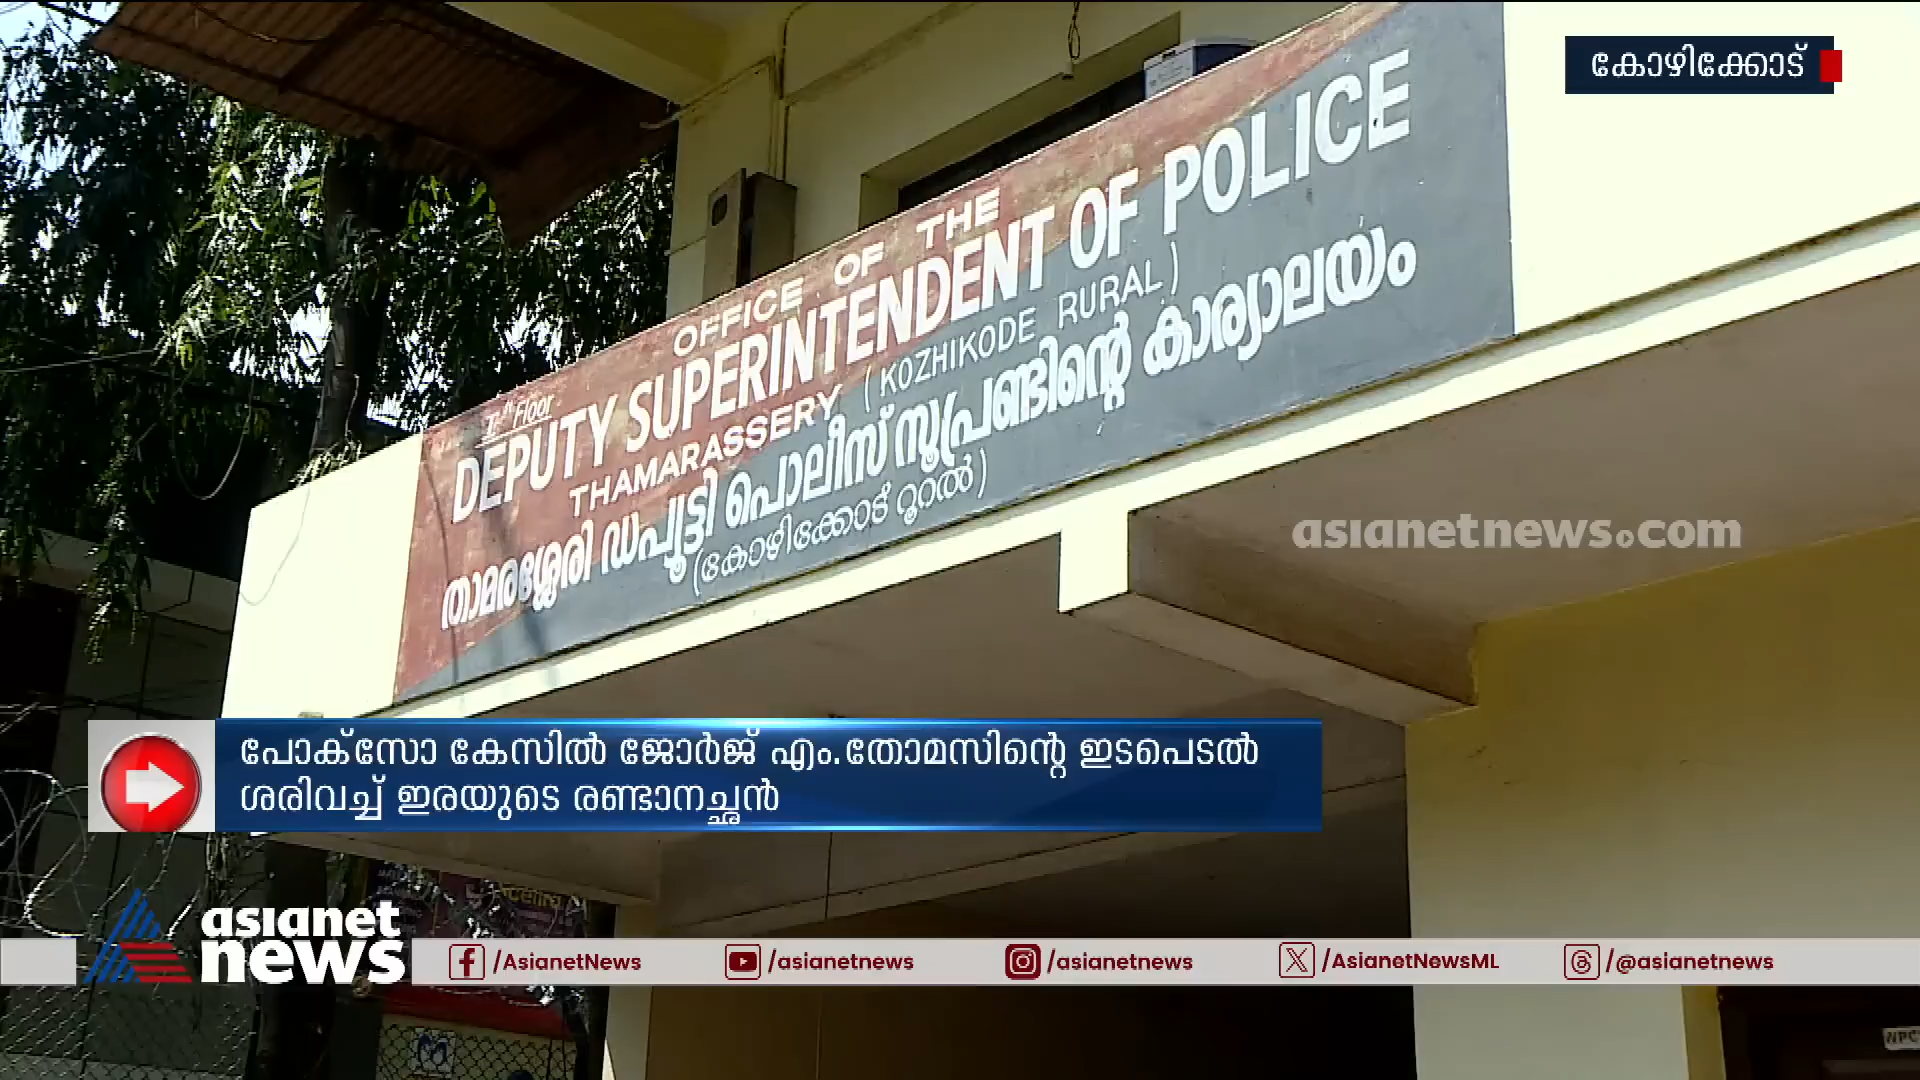 കോഴിക്കോട്
OFFICE OF THE
Floor
DEPUTY SUPERINTENDENT OF POLICE
THAMARASSERY (KOZHIKODE RURAL)
താമരശ്ശേരി ഡപ്യൂട്ടി പൊലീസ് സൂപ്രണ്ടിന്റെ കാര്യാലയം
(കോഴിക്കോട് റൂറൽ)
asianetnews.com
പോക്സോ കേസിൽ ജോർജ് എം.തോമസിന്റെ ഇടപെടൽ
ശരിവച്ച് ഇരയുടെ രണ്ടാനച്ഛൻ
asianet
news
/AsianetNews /asianetnews /asianetnews /AsianetNewsML /@asianetnews